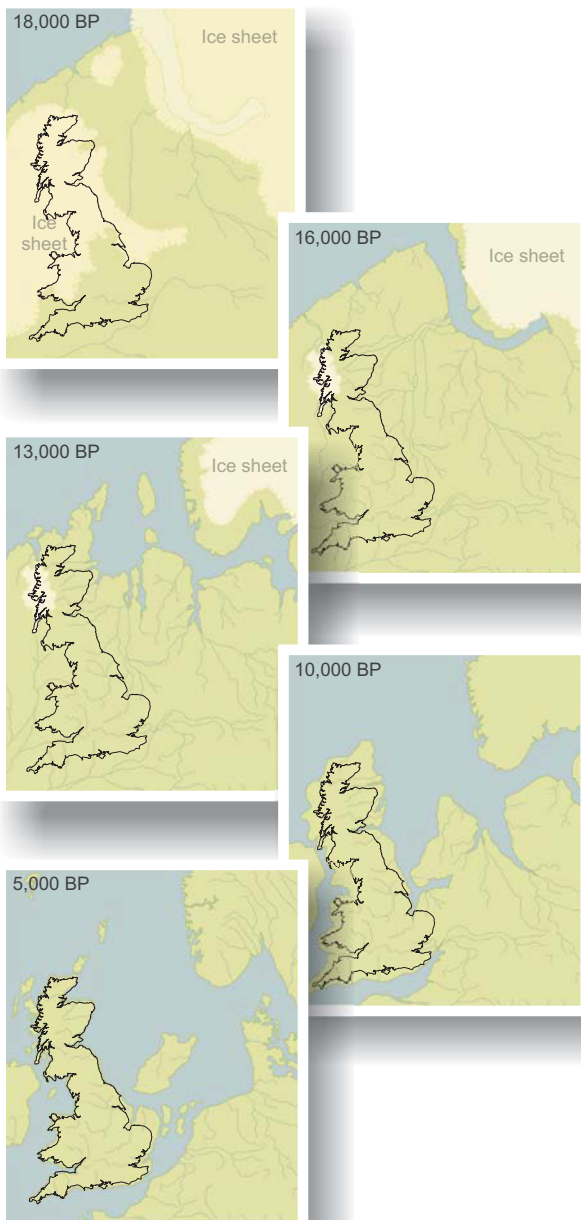 18,000 BP
Ice sheet
Ice
sheet
16,000 BP
Ice sheet
13,000 BP
Ice sheet
10,000 BP
5,000 BP